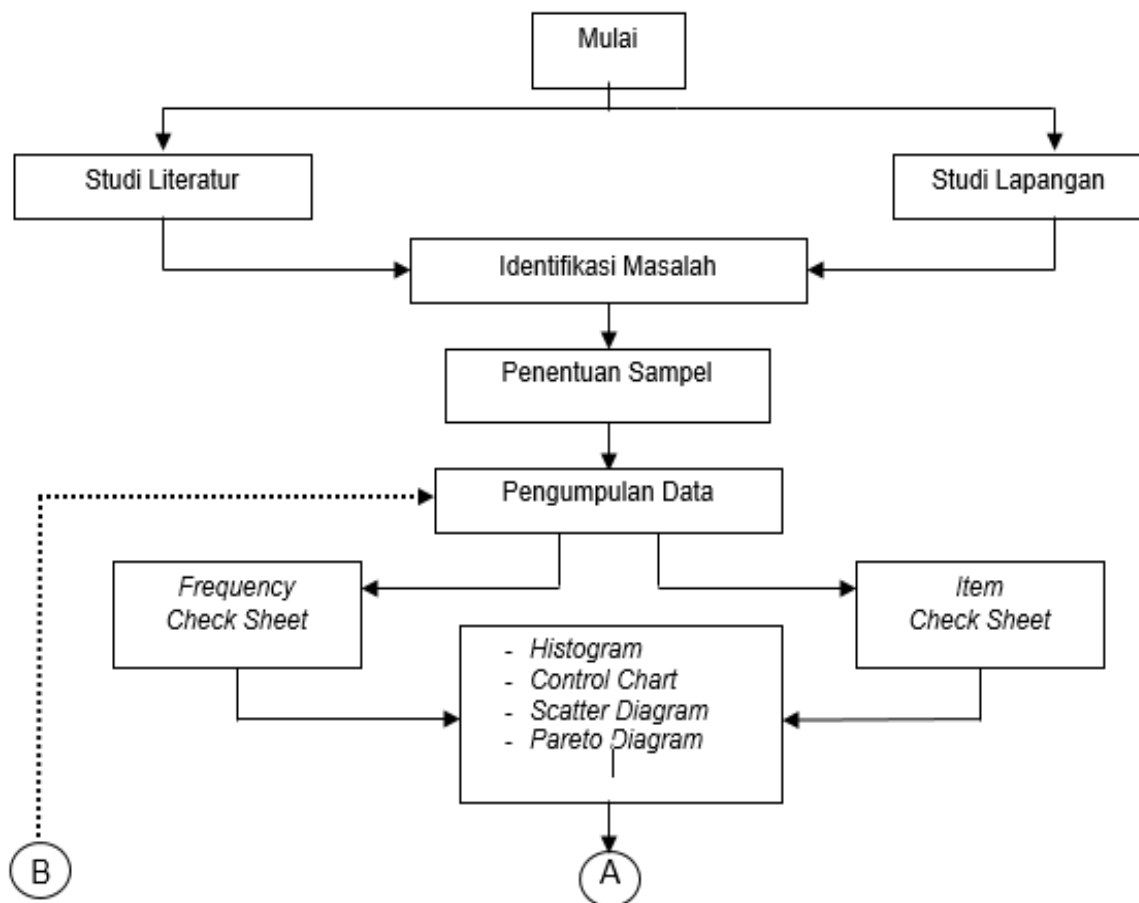 Mulai
Studi Literatur
Studi Lapangan
Identifikasi Masalah
Penentuan Sampel
Pengumpulan Data
Frequency
Check Sheet
Item
Check Sheet
- Histogram
- Control Chart
- Scatter Diagram
- Pareto Diagram
B
A